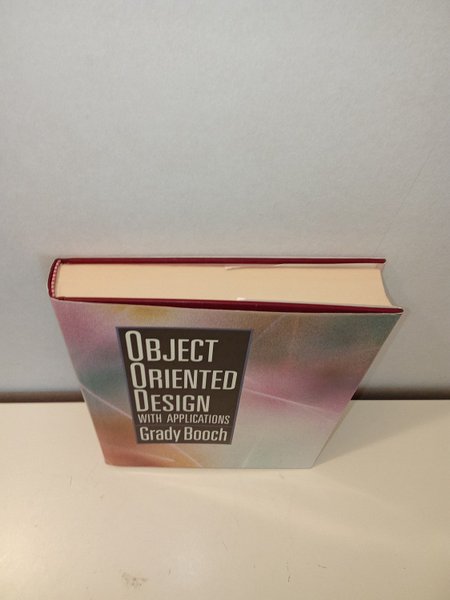 OBJECT
ORIENTED
DESIGN
WITH APPLICATIONS
Grady Booch